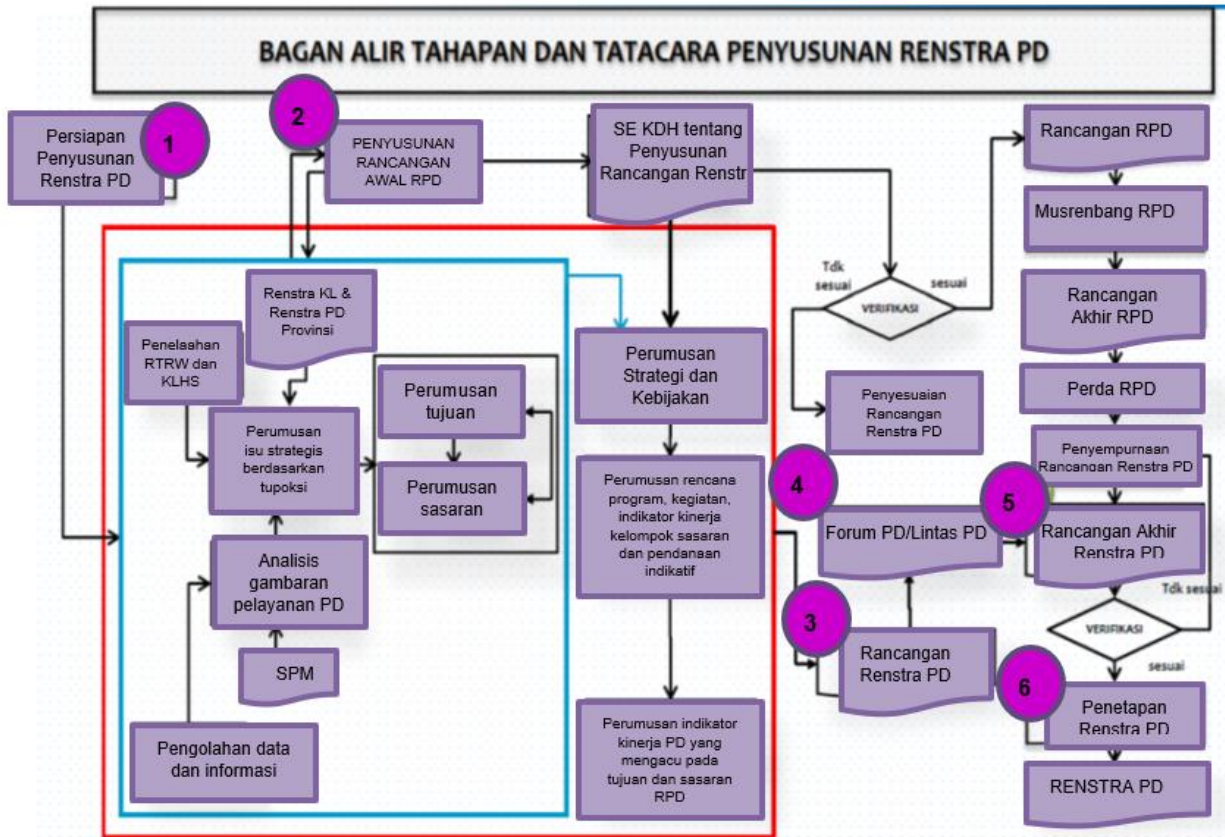 BAGAN ALIR TAHAPAN DAN TATACARA PENYUSUNAN RENSTRA PD
Persiapan
Penyusunan
Renstra PD
1
2
PENYUSUNAN
RANCANGAN
AWAL RPD
SE KDH tentang
Penyusunan
Rancangan Renstr
Rancangan RPD
Musrenbang RPD
Rancangan
Akhir RPD
Perda RPD
Penyempurnaan
Rancangan Renstra PD
Tdk
sesuai
sesuai
VERIFIKASI
Penyesuaian
Rancangan
Renstra PD
Renstra KL &
Renstra PD
Provinsi
Penelaahan
RTRW dan
KLHS
Perumusan
isu strategis
berdasarkan
tupoksi
Perumusan
tujuan
Perumusan
sasaran
Analisis
gambaran
pelayanan PD
SPM
Pengolahan data
dan informasi
Perumusan
Strategi dan
Kebijakan
Perumusan rencana
program, kegiatan,
indikator kinerja
kelompok sasaran
dan pendanaan
indikatif
Perumusan indikator
kinerja PD yang
mengacu pada
tujuan dan sasaran
RPD
3
Rancangan
Renstra PD
4
Forum PD/Lintas PD
5
Rancangan Akhir
Renstra PD
Tdk sesuai
VERIFIKASI
sesuai
6
Penetapan
Renstra PD
RENSTRA PD